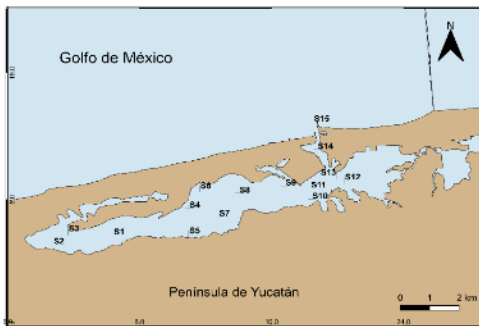 N
Golfo de México
S15
S14
S13
S12
S9
S11
S6
S8
S10
S4
S7
S3
S5
S1
S2
Península de Yucatán
0 1 2 km